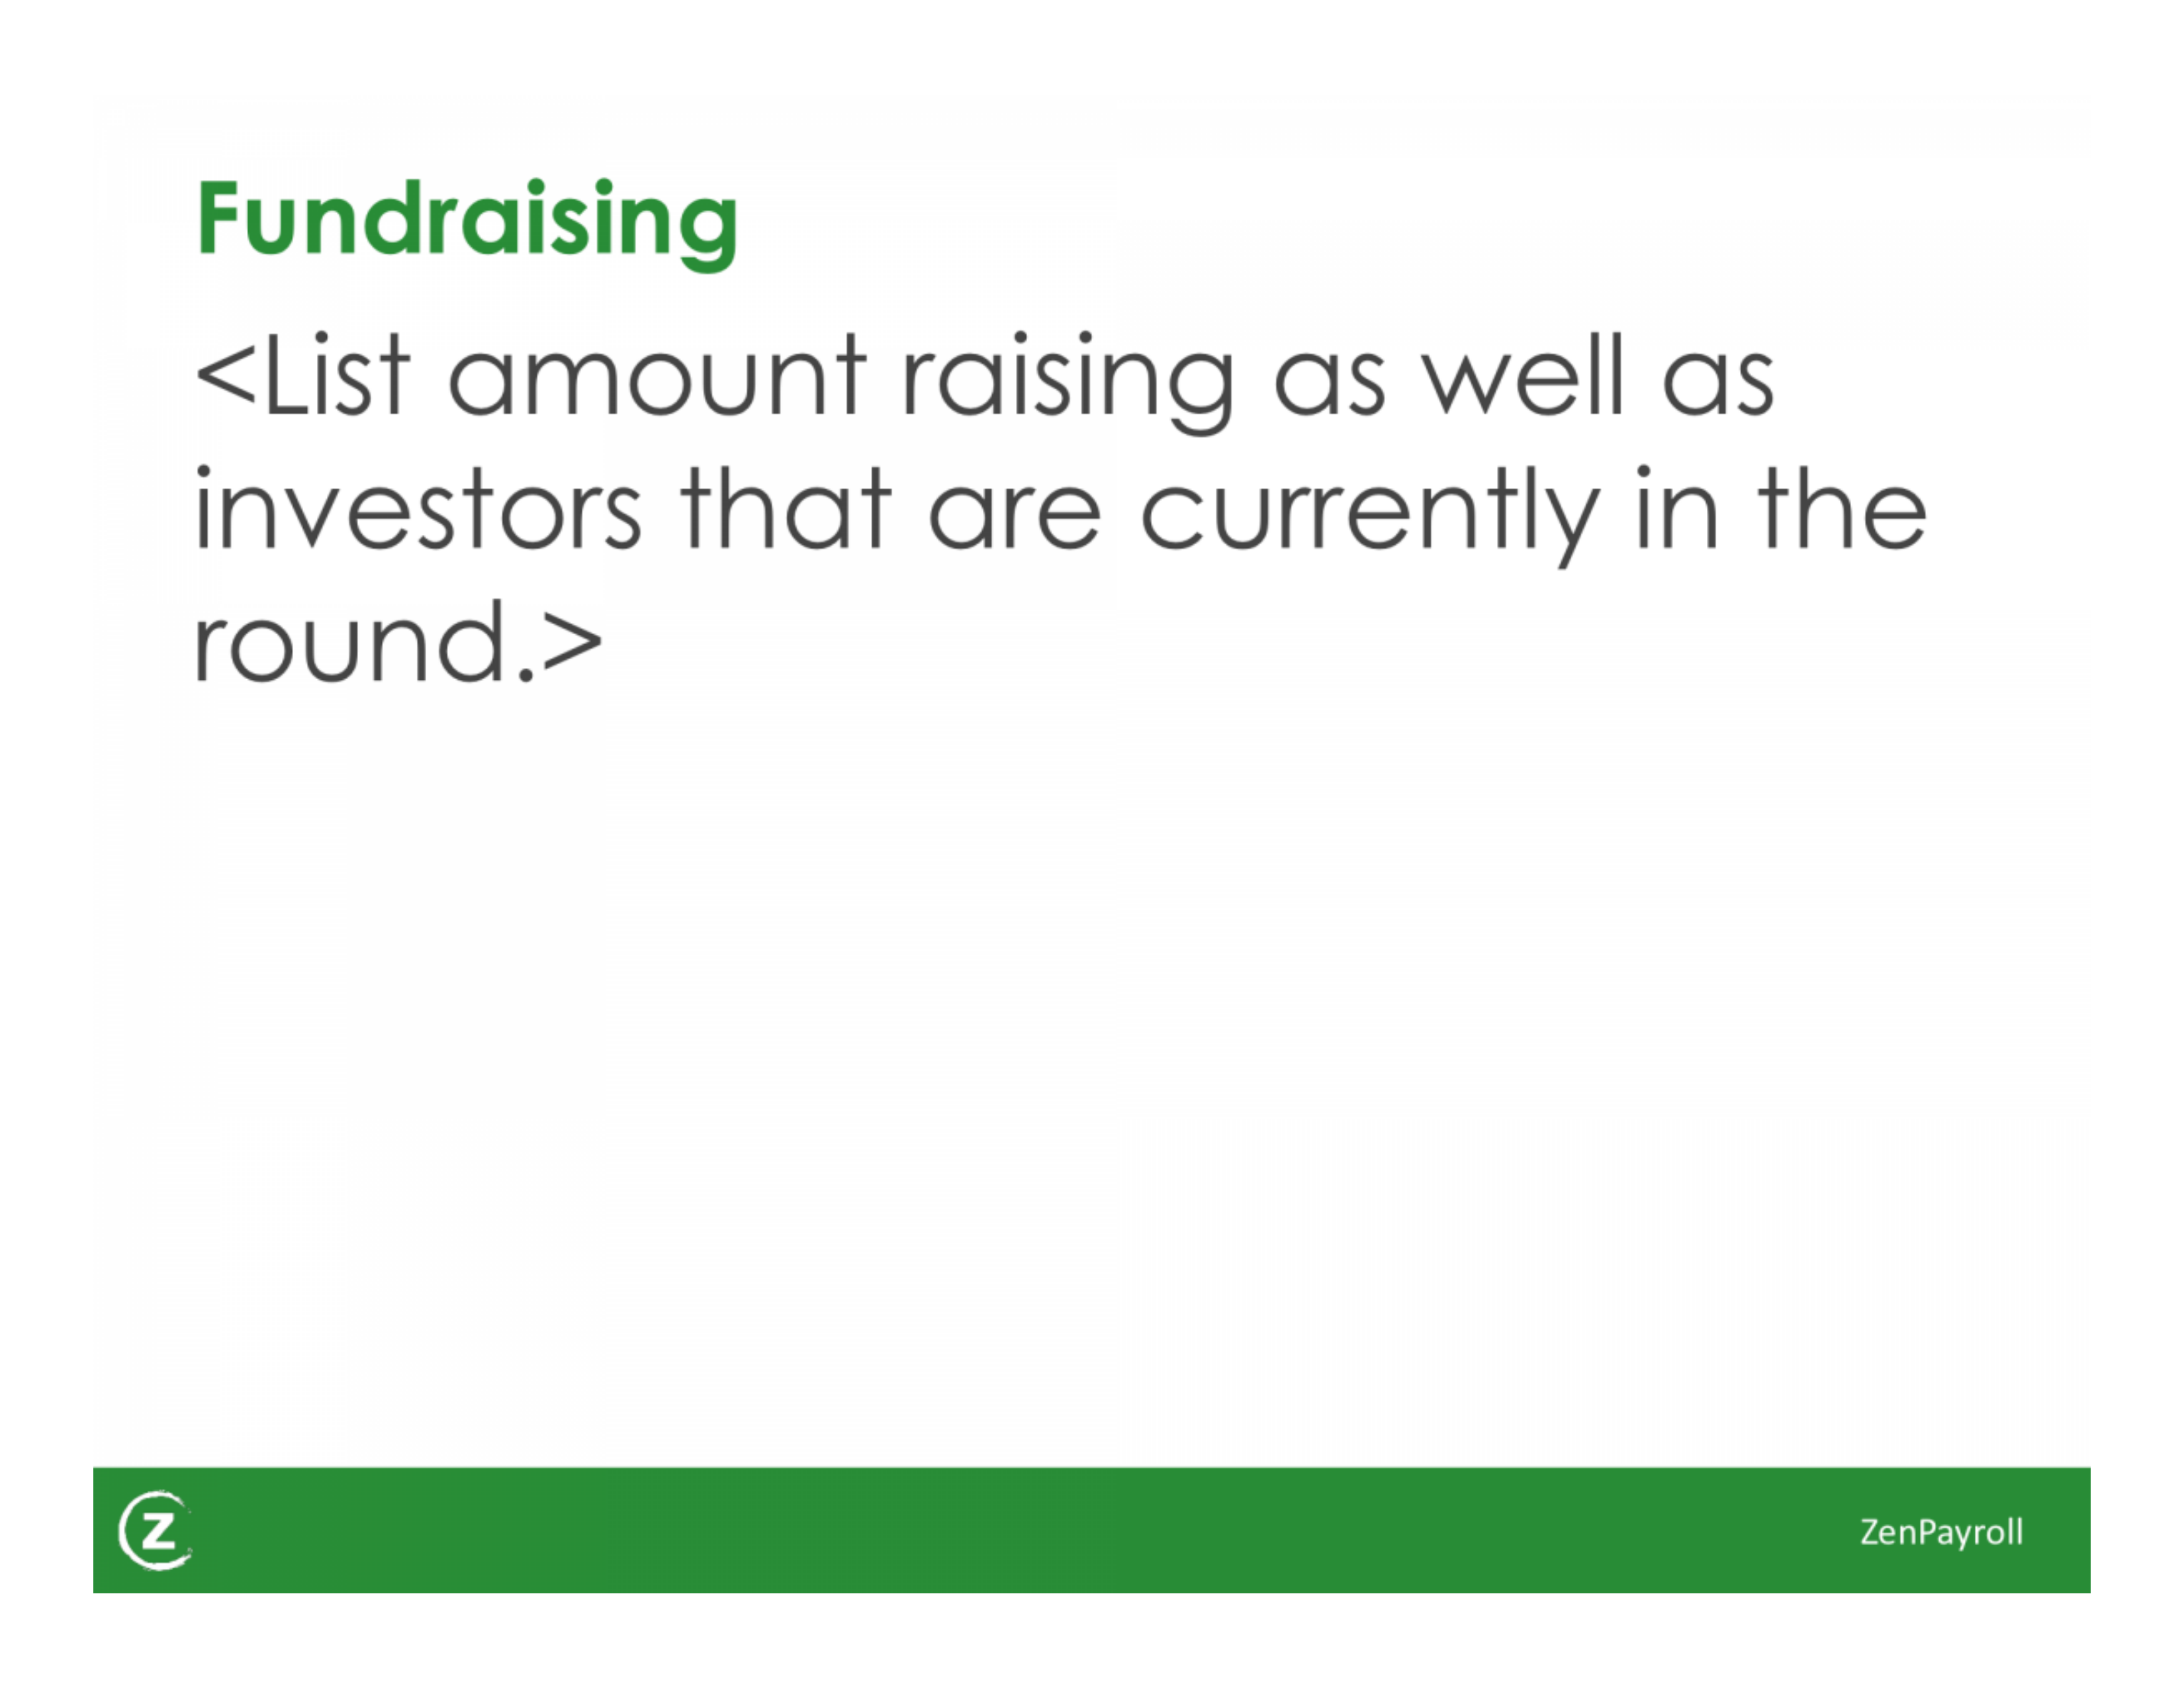 Fundraising
<List amount raising as well as
investors that are currently in the
round.>
Z
ZenPayroll